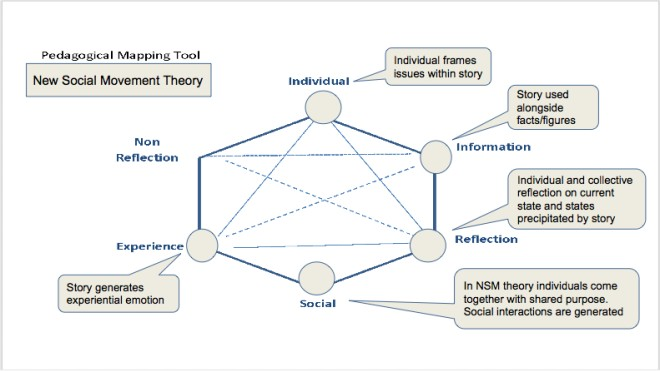 Pedagogical Mapping Tool
New Social Movement Theory
Individual
Individual frames
issues within story
Story used
alongside
facts/figures
Non
Reflection
Information
Individual and collective
reflection on current
state and states
precipitated by story
Experience
Reflection
Story generates
experiential emotion
Social
In NSM theory individuals come
together with shared purpose.
Social interactions are generated